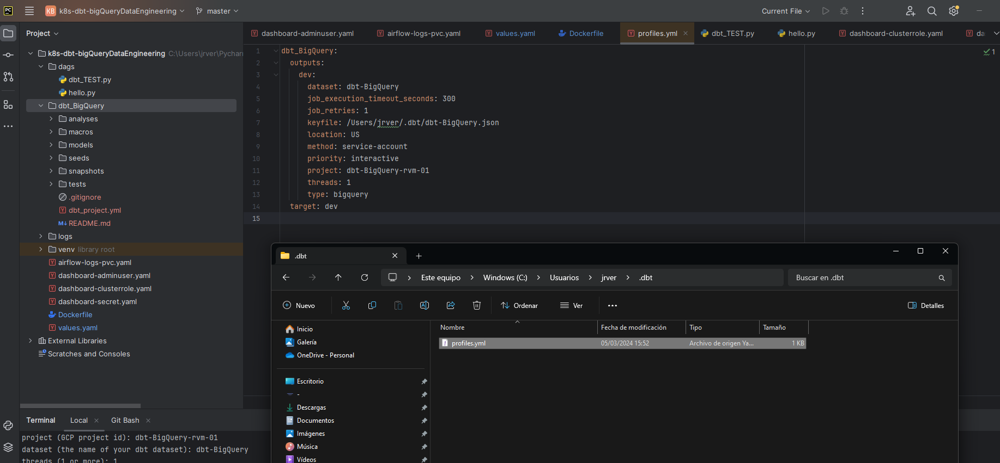 PC
KB k8s-dbt-bigQueryDataEngineering master Current File
Project
dashboard-adminuser.yaml airflow-logs-pvc.yaml values.yaml Dockerfile profiles.yml dbt_TEST.py hello.py dashboard-clusterrole.yaml da
k8s-dbt-bigQueryDataEngineering C:\Users\jrver\Pychar
dags
dbt_TEST.py
hello.py
dbt_BigQuery
analyses
macros
models
seeds
snapshots
tests
.gitignore
dbt_project.yml
README.md
logs
venv library root
airflow-logs-pvc.yaml
dashboard-adminuser.yaml
dashboard-clusterrole.yaml
dashboard-secret.yaml
Dockerfile
values.yaml
External Libraries
Scratches and Consoles
1 dbt_BigQuery:
2 outputs:
3 dev:
4 dataset: dbt-BigQuery
5 job_execution_timeout_seconds: 300
6 job_retries: 1
7 keyfile: /Users/jrver/.dbt/dbt-BigQuery.json
8 location: US
9 method: service-account
10 priority: interactive
11 project: dbt-BigQuery-rvm-01
12 threads: 1
13 type: bigquery
14 target: dev
15
1
.dbt
Este equipo Windows (C:) Usuarios jrver .dbt
Buscar en .dbt
Nuevo Ordenar Ver Detalles
Inicio
Galería
OneDrive - Personal
Escritorio
-
Descargas
Documentos
Imágenes
Música
Vídeos
Nombre Fecha de modificación Tipo Tamaño
profiles.yml 05/03/2024 15:52 Archivo de origen Ya... 1 KB
Terminal Local Git Bash
project (GCP project id): dbt-BigQuery-rvm-01
dataset (the name of your dbt dataset): dbt-BigQuery
threads (1 or more): 1